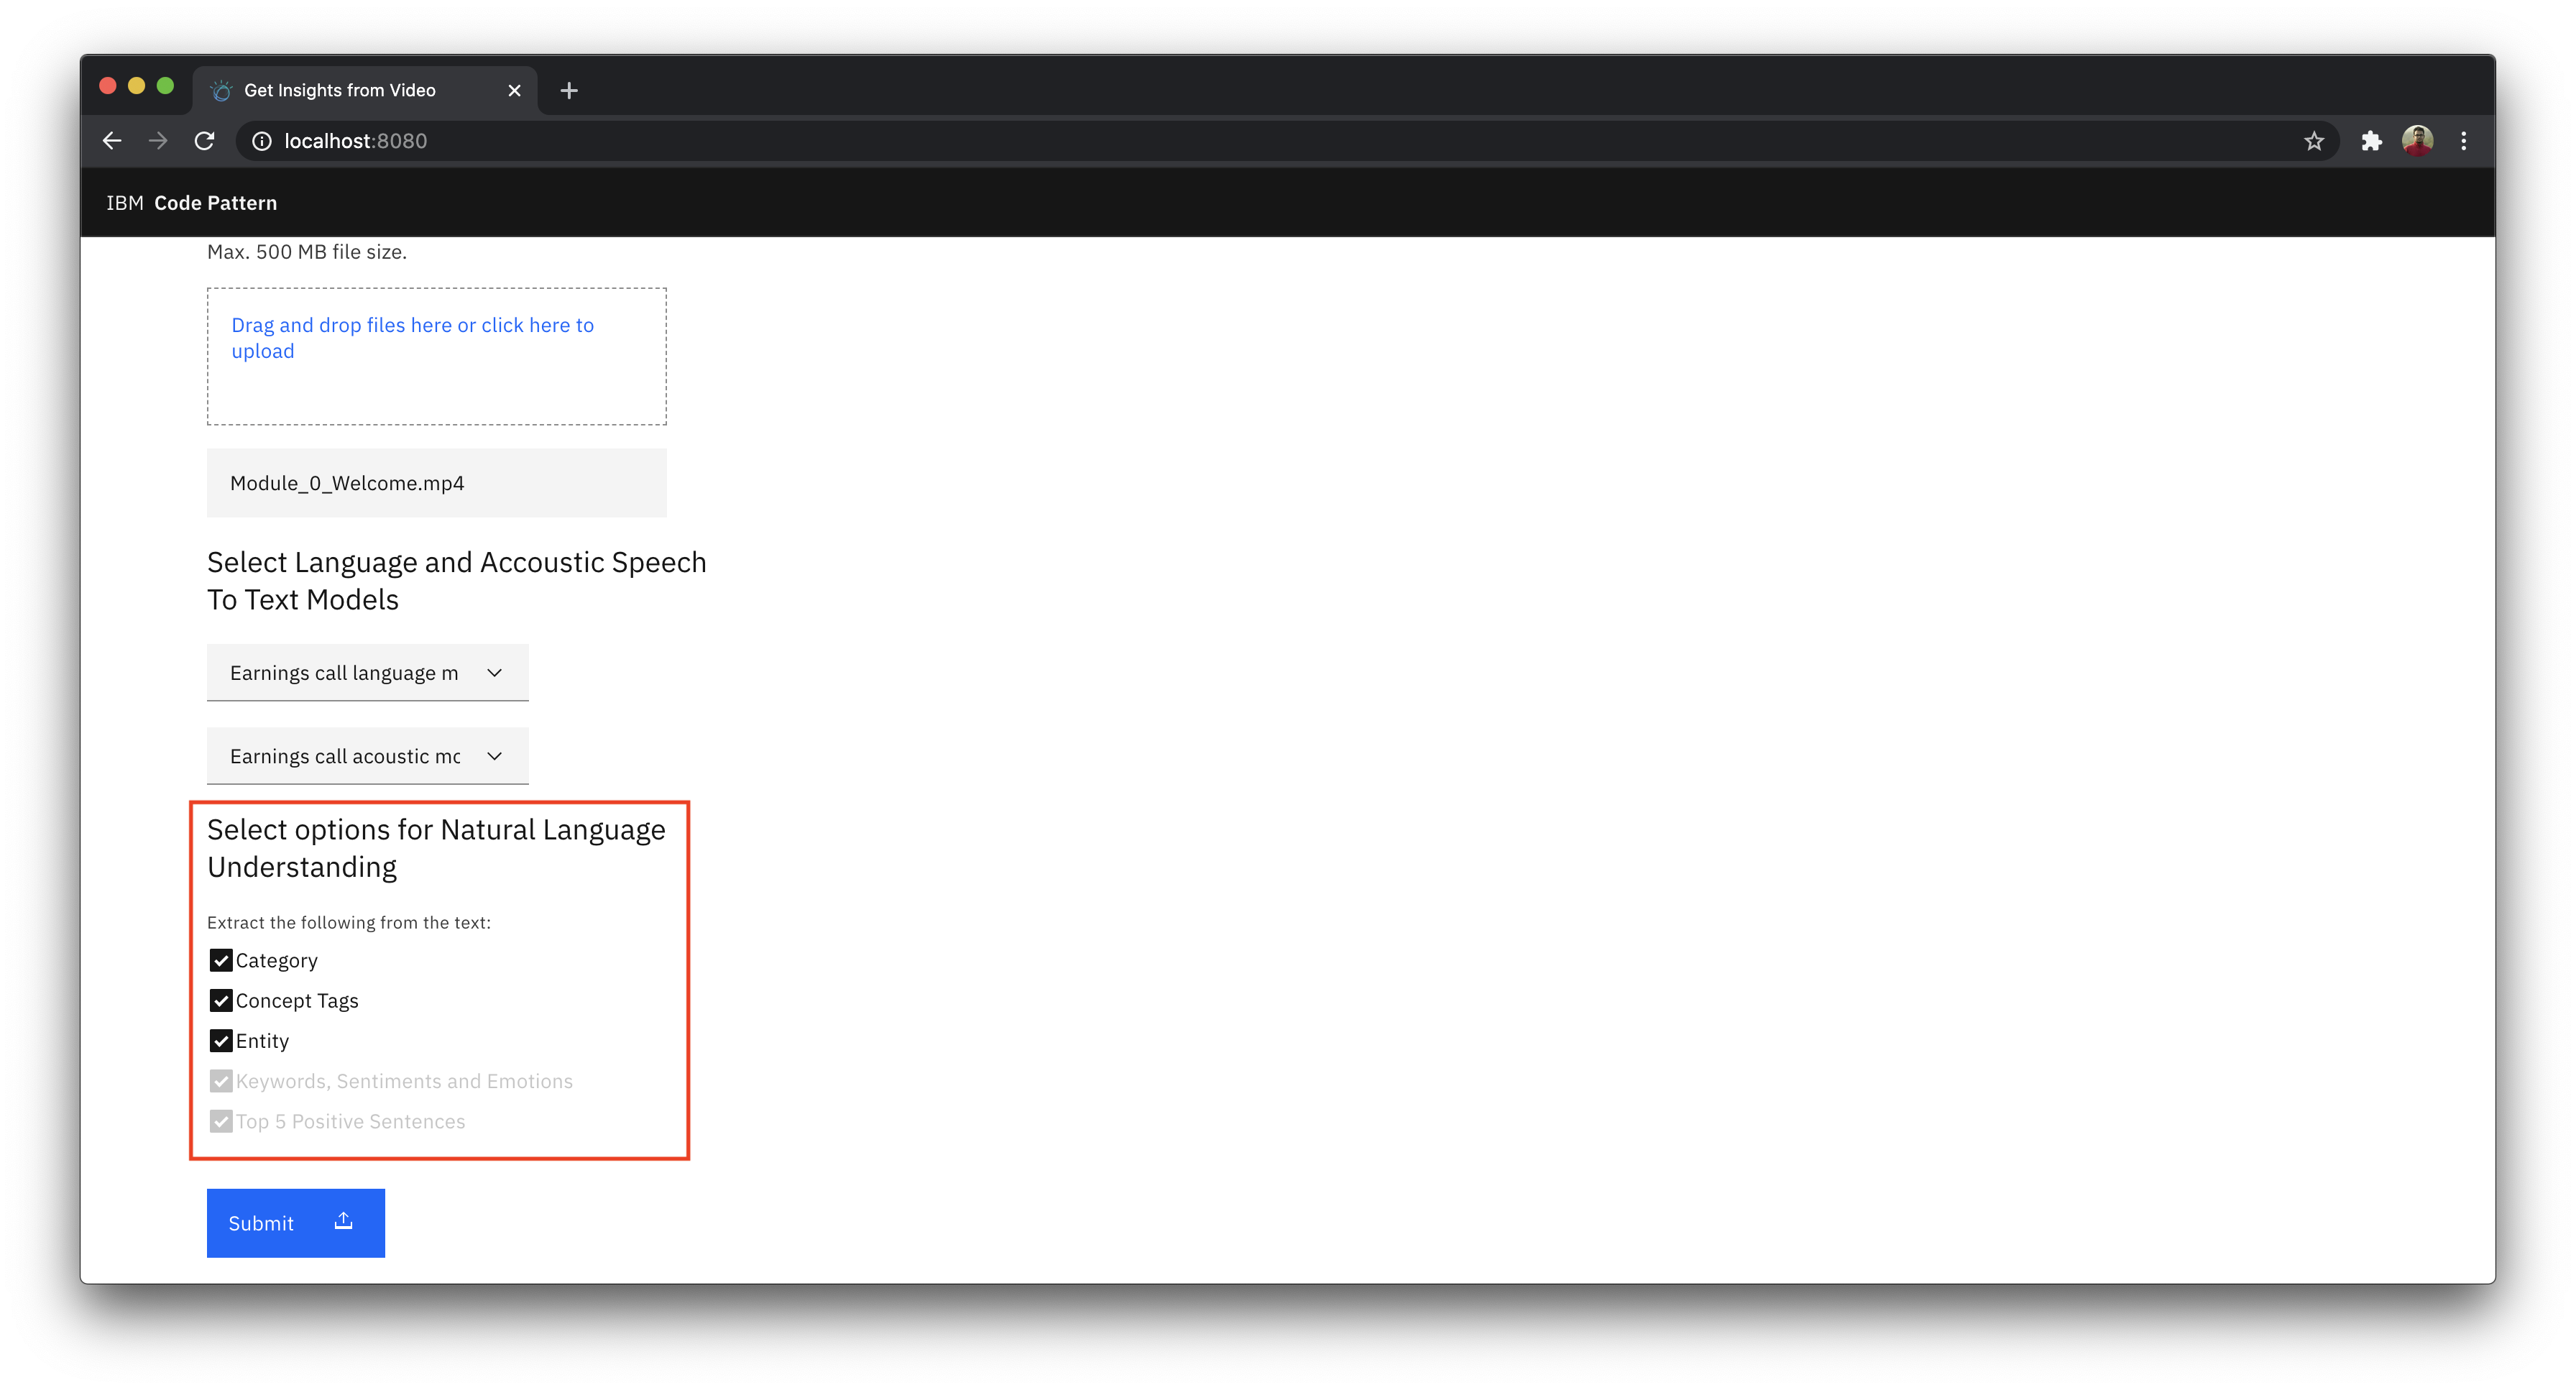 Get Insights from Video
localhost:8080
IBM Code Pattern
Max. 500 MB file size.
Drag and drop files here or click here to
upload
Module_0_Welcome.mp4
Select Language and Accoustic Speech
To Text Models
Earnings call language m
Earnings call acoustic mc
Select options for Natural Language
Understanding
Extract the following from the text:
Category
Concept Tags
Entity
Keywords, Sentiments and Emotions
Top 5 Positive Sentences
Submit